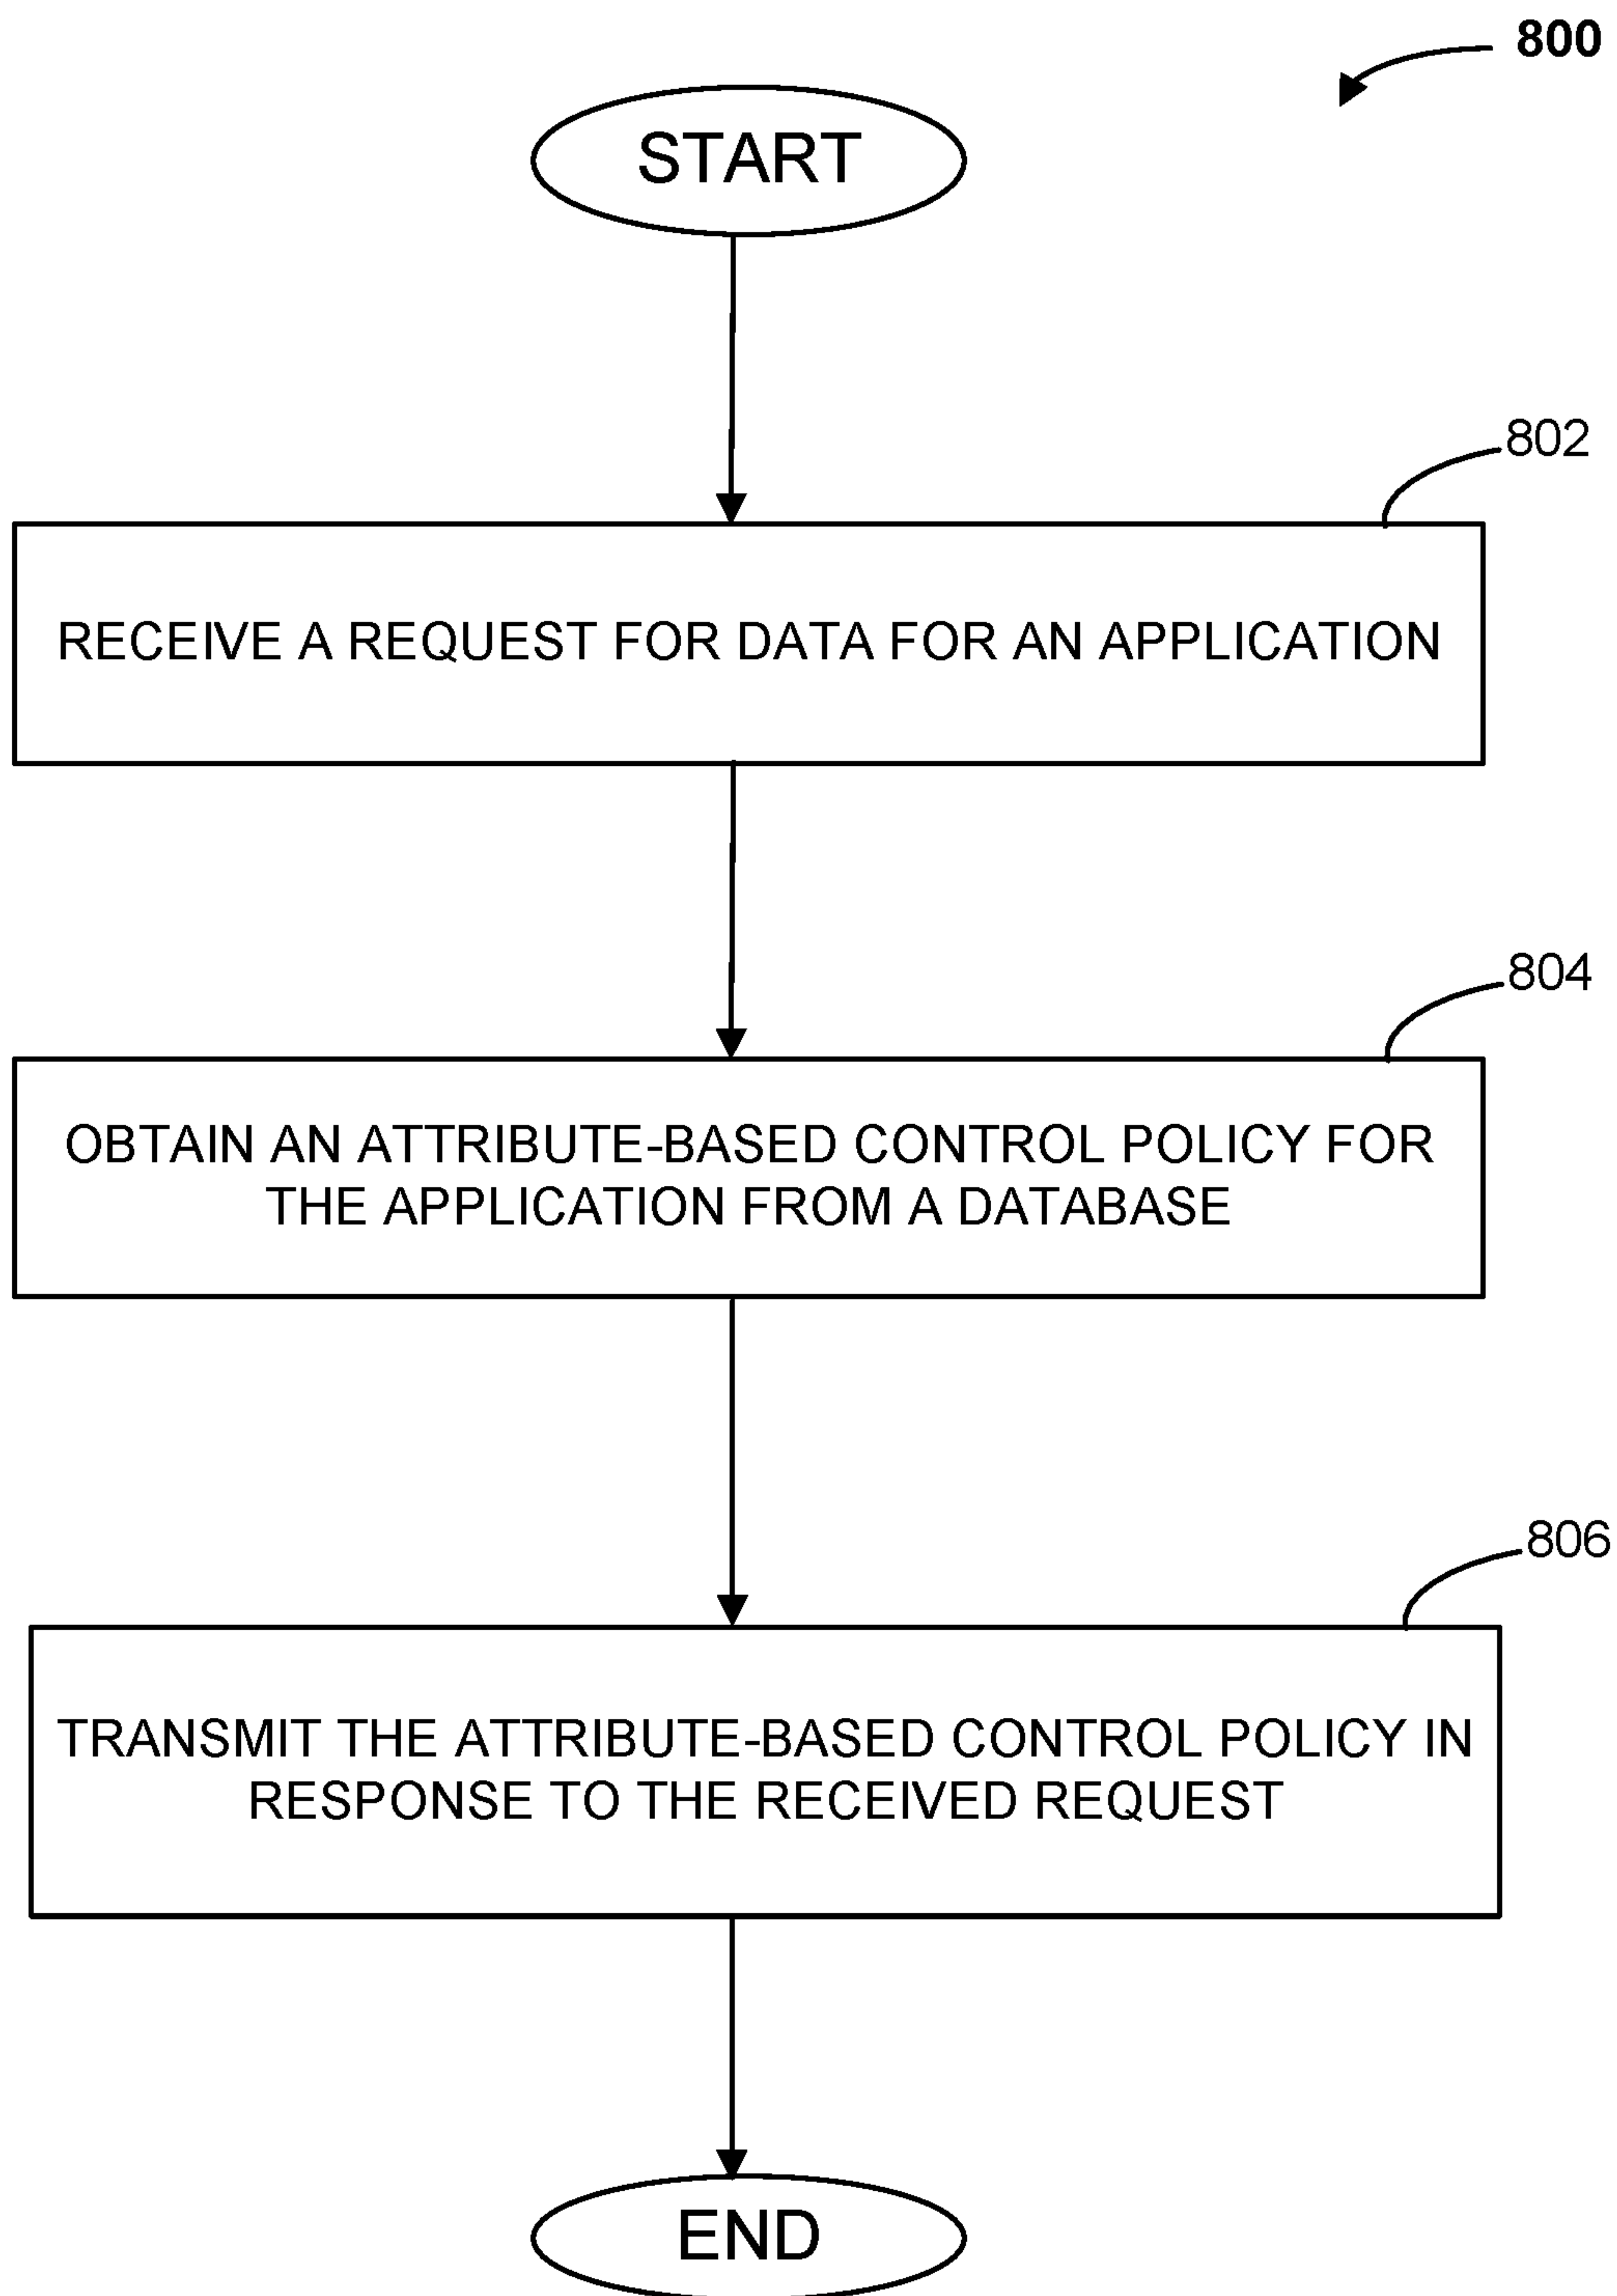 800
START
802
RECEIVE A REQUEST FOR DATA FOR AN APPLICATION
804
OBTAIN AN ATTRIBUTE-BASED CONTROL POLICY FOR
THE APPLICATION FROM A DATABASE
806
TRANSMIT THE ATTRIBUTE-BASED CONTROL POLICY IN
RESPONSE TO THE RECEIVED REQUEST
END